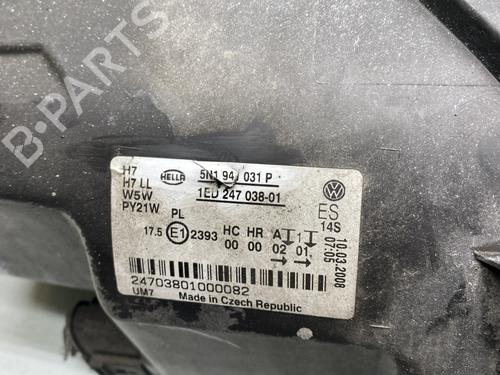 B-PARTS
H7
H7 LL
W5W
PY21W
HELLA
5N1 941 031 P
1ED 247 038-01
ES
14S
PL
17.5 E1 2393
HC HR A 1
00 00 02 01
10.03.2008
07:05
24703801000082
UM7
Made in Czech Republic